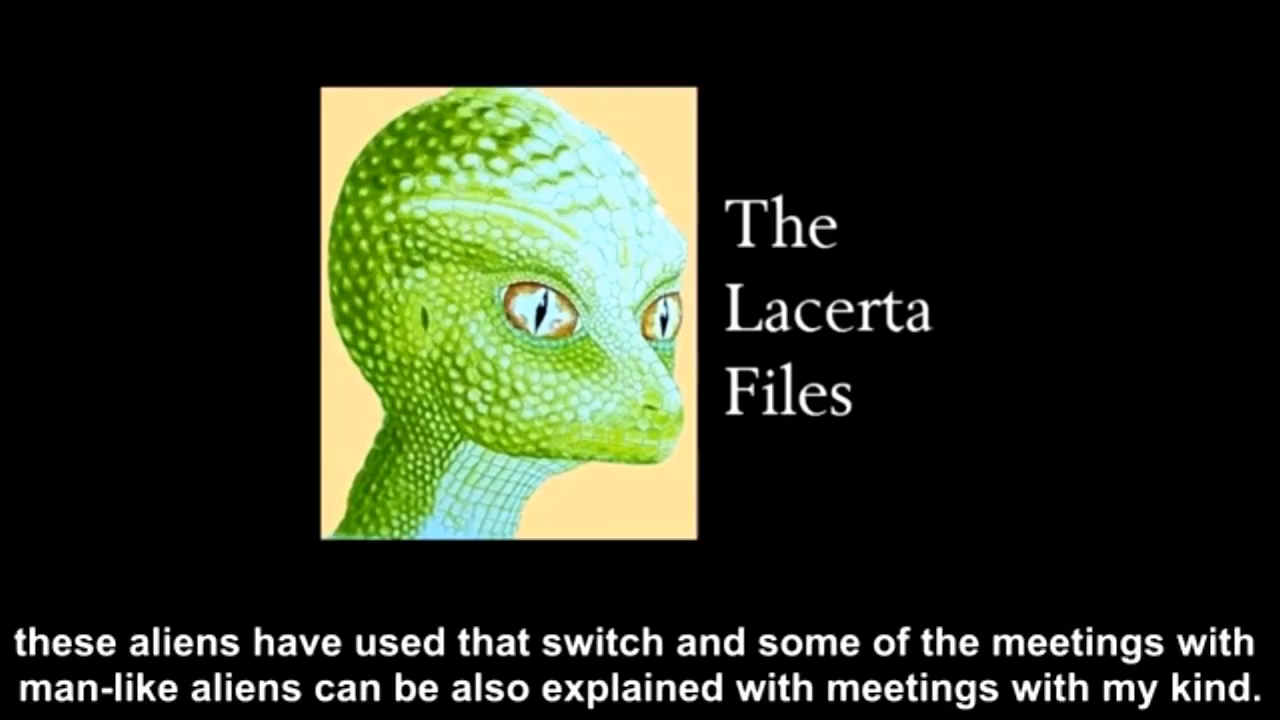 The
Lacerta
Files
these aliens have used that switch and some of the meetings with
man-like aliens can be also explained with meetings with my kind.